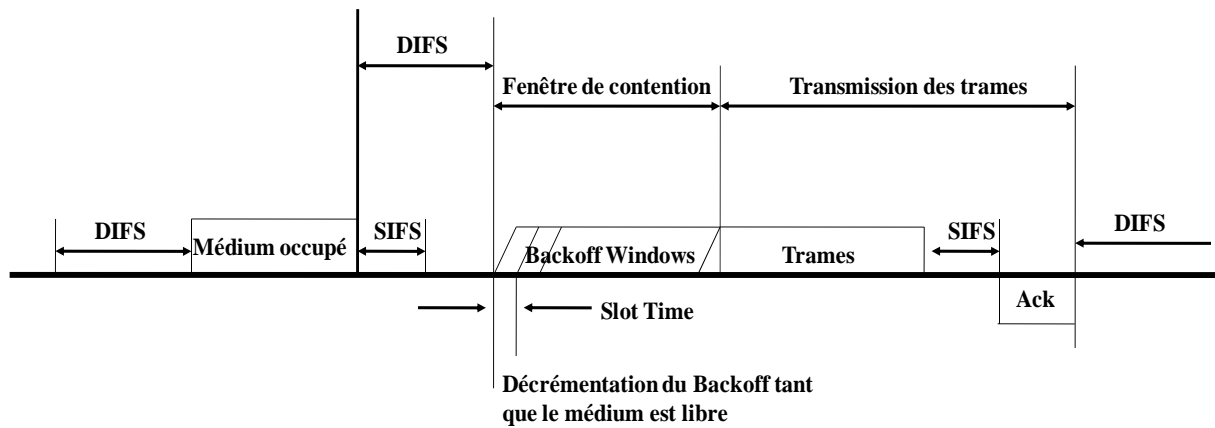 DIFS
Fenêtre de contention
Transmission des trames
DIFS
Médium occupé
SIFS
Backoff Windows
Trames
SIFS
DIFS
Ack
Slot Time
Décrémentation du Backoff tant
que le médium est libre